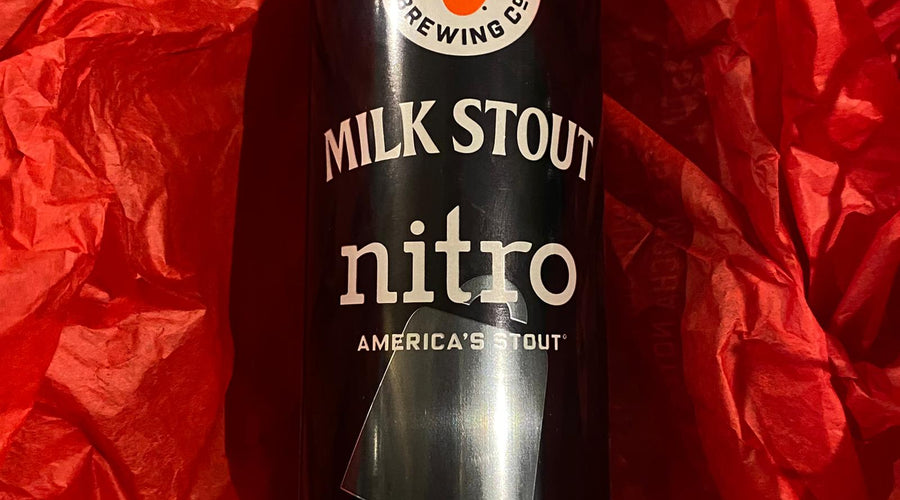 BREWING CO
MILK STOUT
nitro
AMERICA'S STOUT